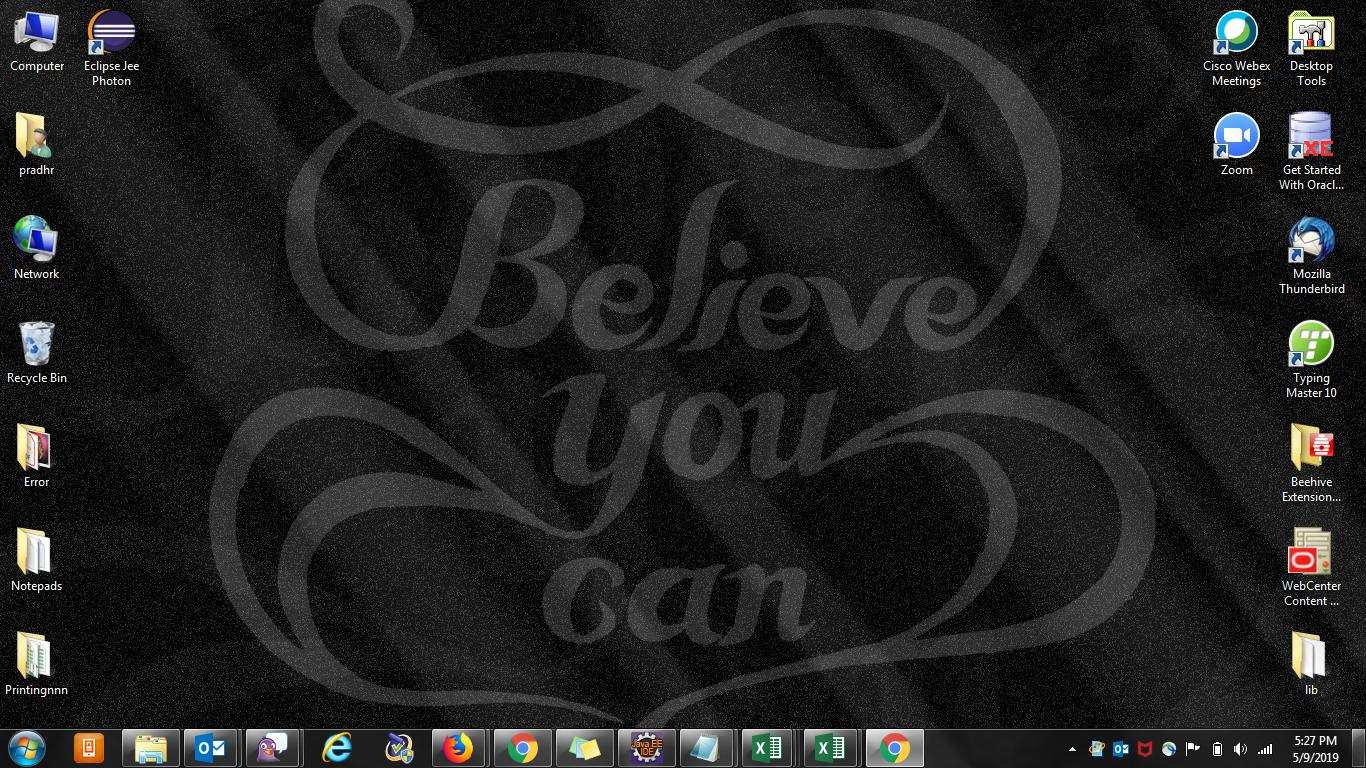 Computer
Eclipse Jee
Photon
pradhr
Network
Recycle Bin
Error
Notepads
Printingnnn
Believe
you
can
Cisco Webex
Meetings
Desktop
Tools
Zoom
XE
Get Started
With Oracl...
Mozilla
Thunderbird
Typing
Master 10
Beehive
Extension...
WebCenter
Content ...
lib
Java EE
IDE
5:27 PM
5/9/2019